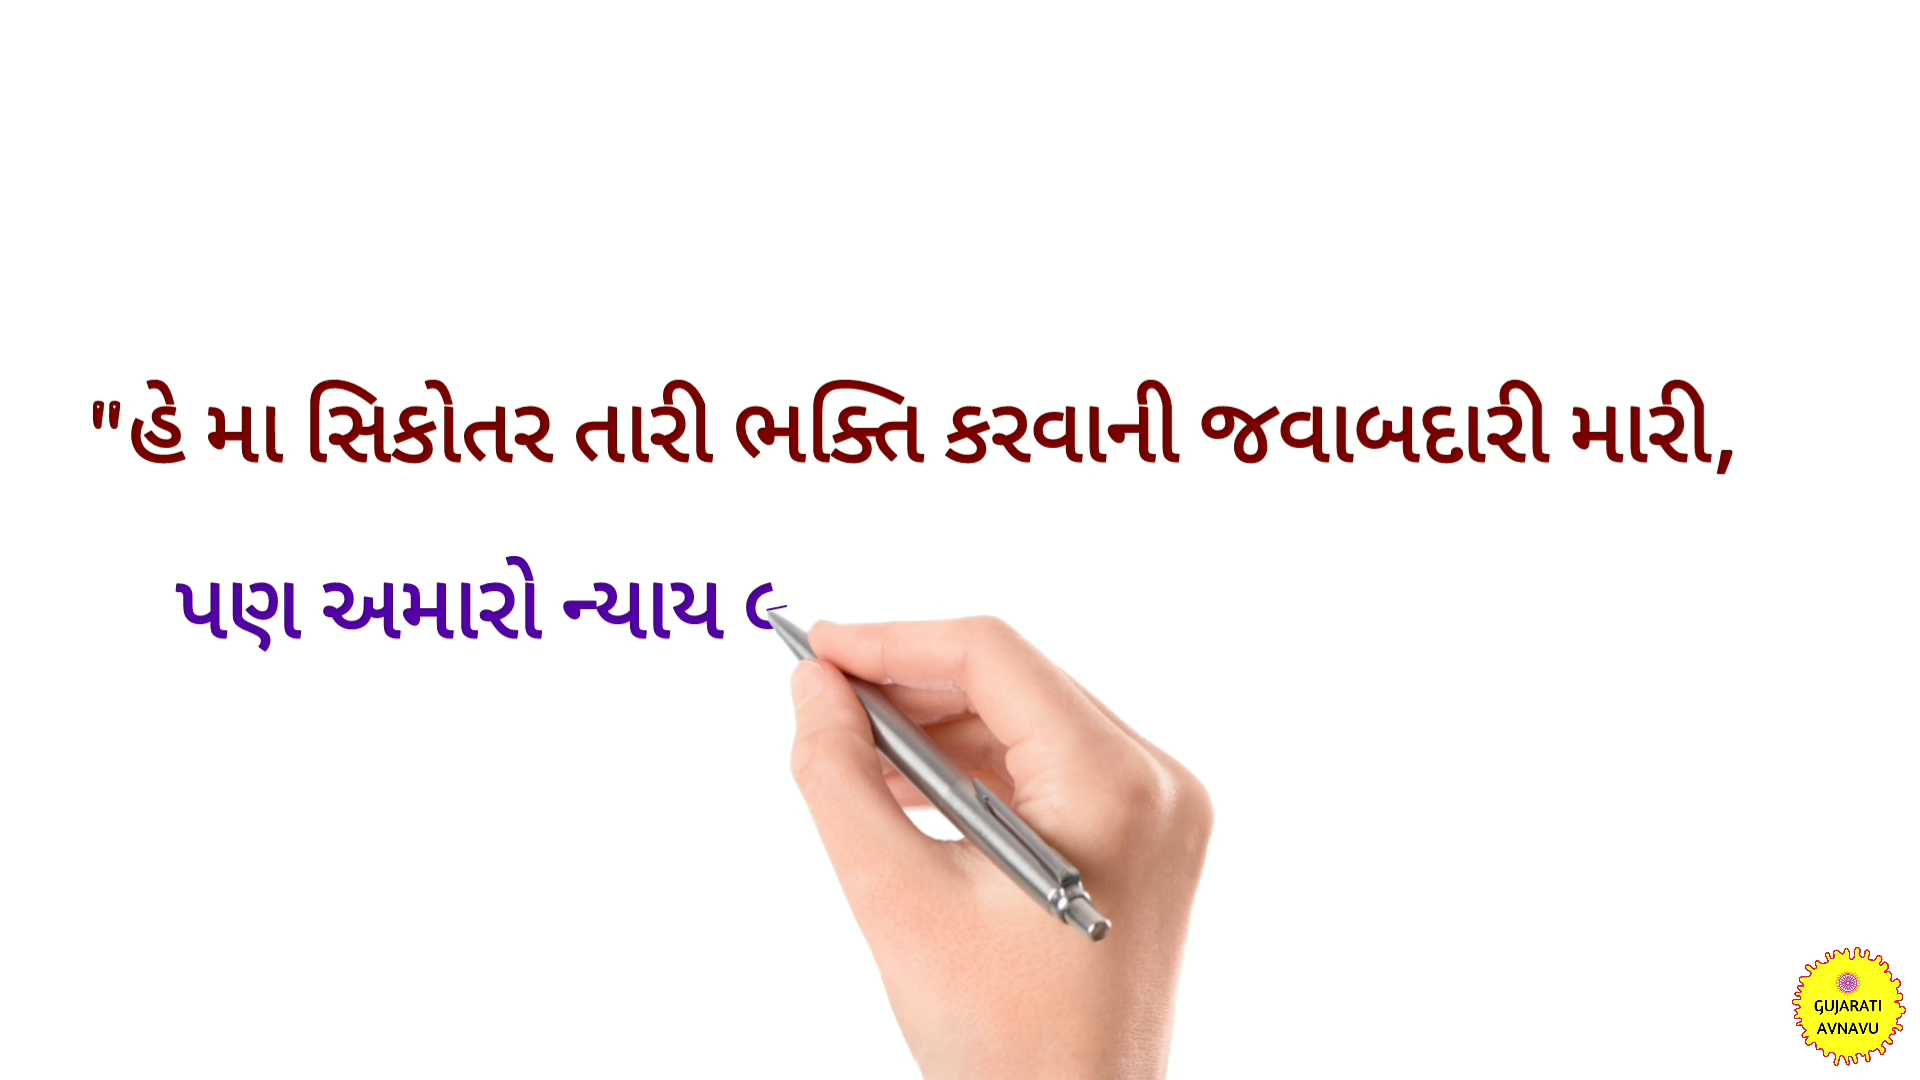 "હે મા સિકોતર તારી ભક્તિ કરવાની જવાબદારી મારી,
પણ અમારો ન્યાય
GUJARATI
AVNAVU